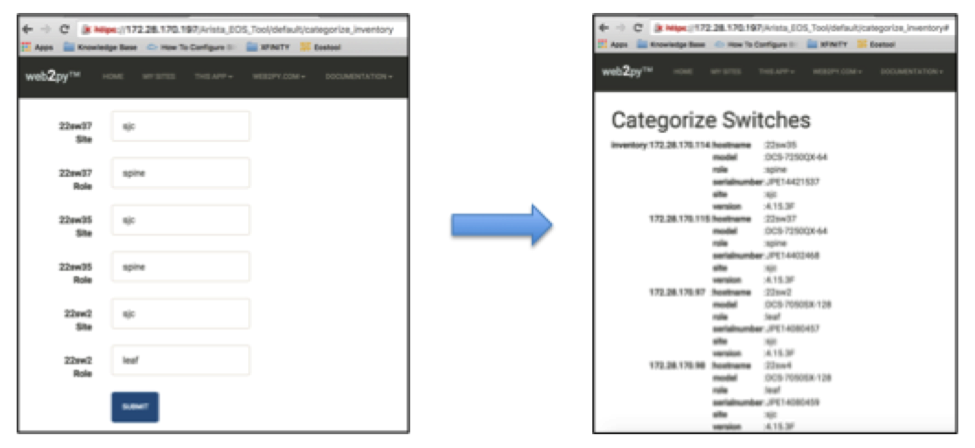 https://172.28.170.197/Arista_EOS_Tool/default/categorize_inventory
Apps Knowledge Base How To Configure XFINITY Eostool
web2py™ HOME MY SITES THIS APP WEB2PY.COM DOCUMENTATION
22sw37 Site sjc
22sw37 Role spine
22sw35 Site sjc
22sw35 Role spine
22sw2 Site sjc
22sw2 Role leaf
SUBMIT
https://172.28.170.197/Arista_EOS_Tool/default/categorize_inventory#
Apps Knowledge Base How To Configure XFINITY Eostool
web2py™ HOME MY SITES THIS APP WEB2PY.COM DOCUMENTATION
Categorize Switches
inventory:172.28.170.114:hostname :22sw35
model :DCS-7250QX-64
role :spine
serialnumber:JPE14421537
site :sjc
version :4.15.3F
172.28.170.115:hostname :22sw37
model :DCS-7250QX-64
role :spine
serialnumber:JPE14402468
site :sjc
version :4.15.3F
172.28.170.97 :hostname :22sw2
model :DCS-7050SX-128
role :leaf
serialnumber:JPE14080457
site :sjc
version :4.15.3F
172.28.170.98 :hostname :22sw4
model :DCS-7050SX-128
role :leaf
serialnumber:JPE14080459
site :sjc
version :4.15.3F